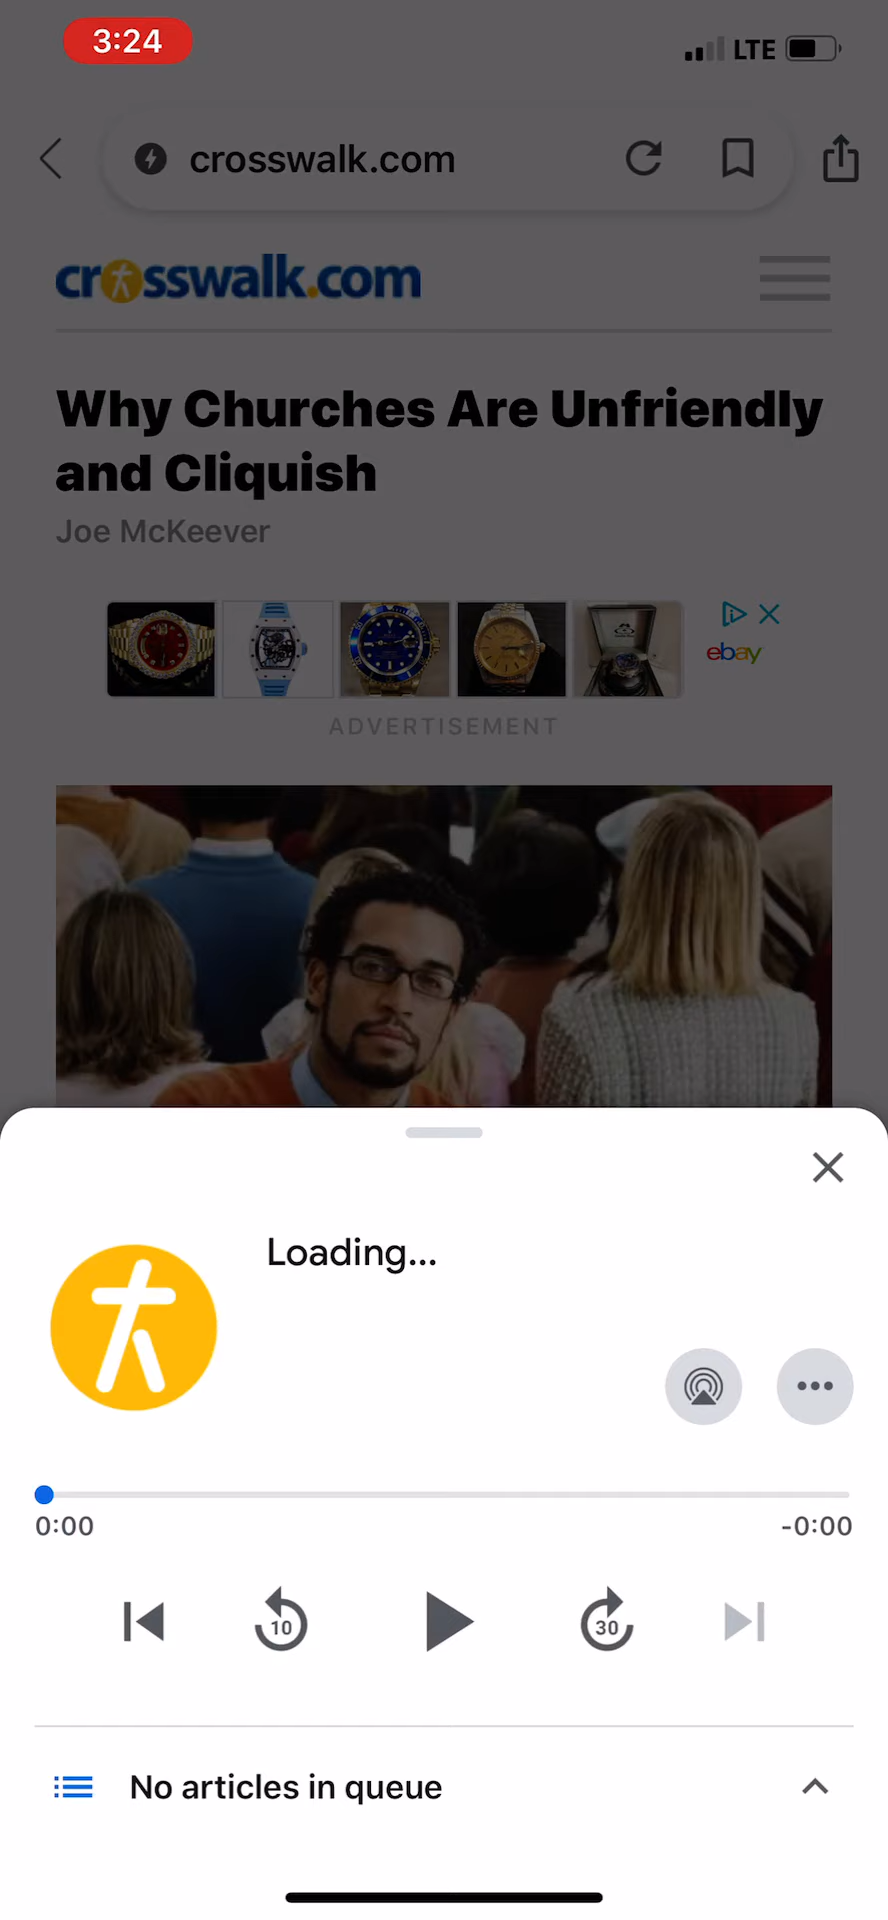 3:24
LTE
crosswalk.com
crosswalk.com
Why Churches Are Unfriendly
and Cliquish
Joe McKeever
ebay
ADVERTISEMENT
Loading...
0:00
-0:00
10
30
No articles in queue